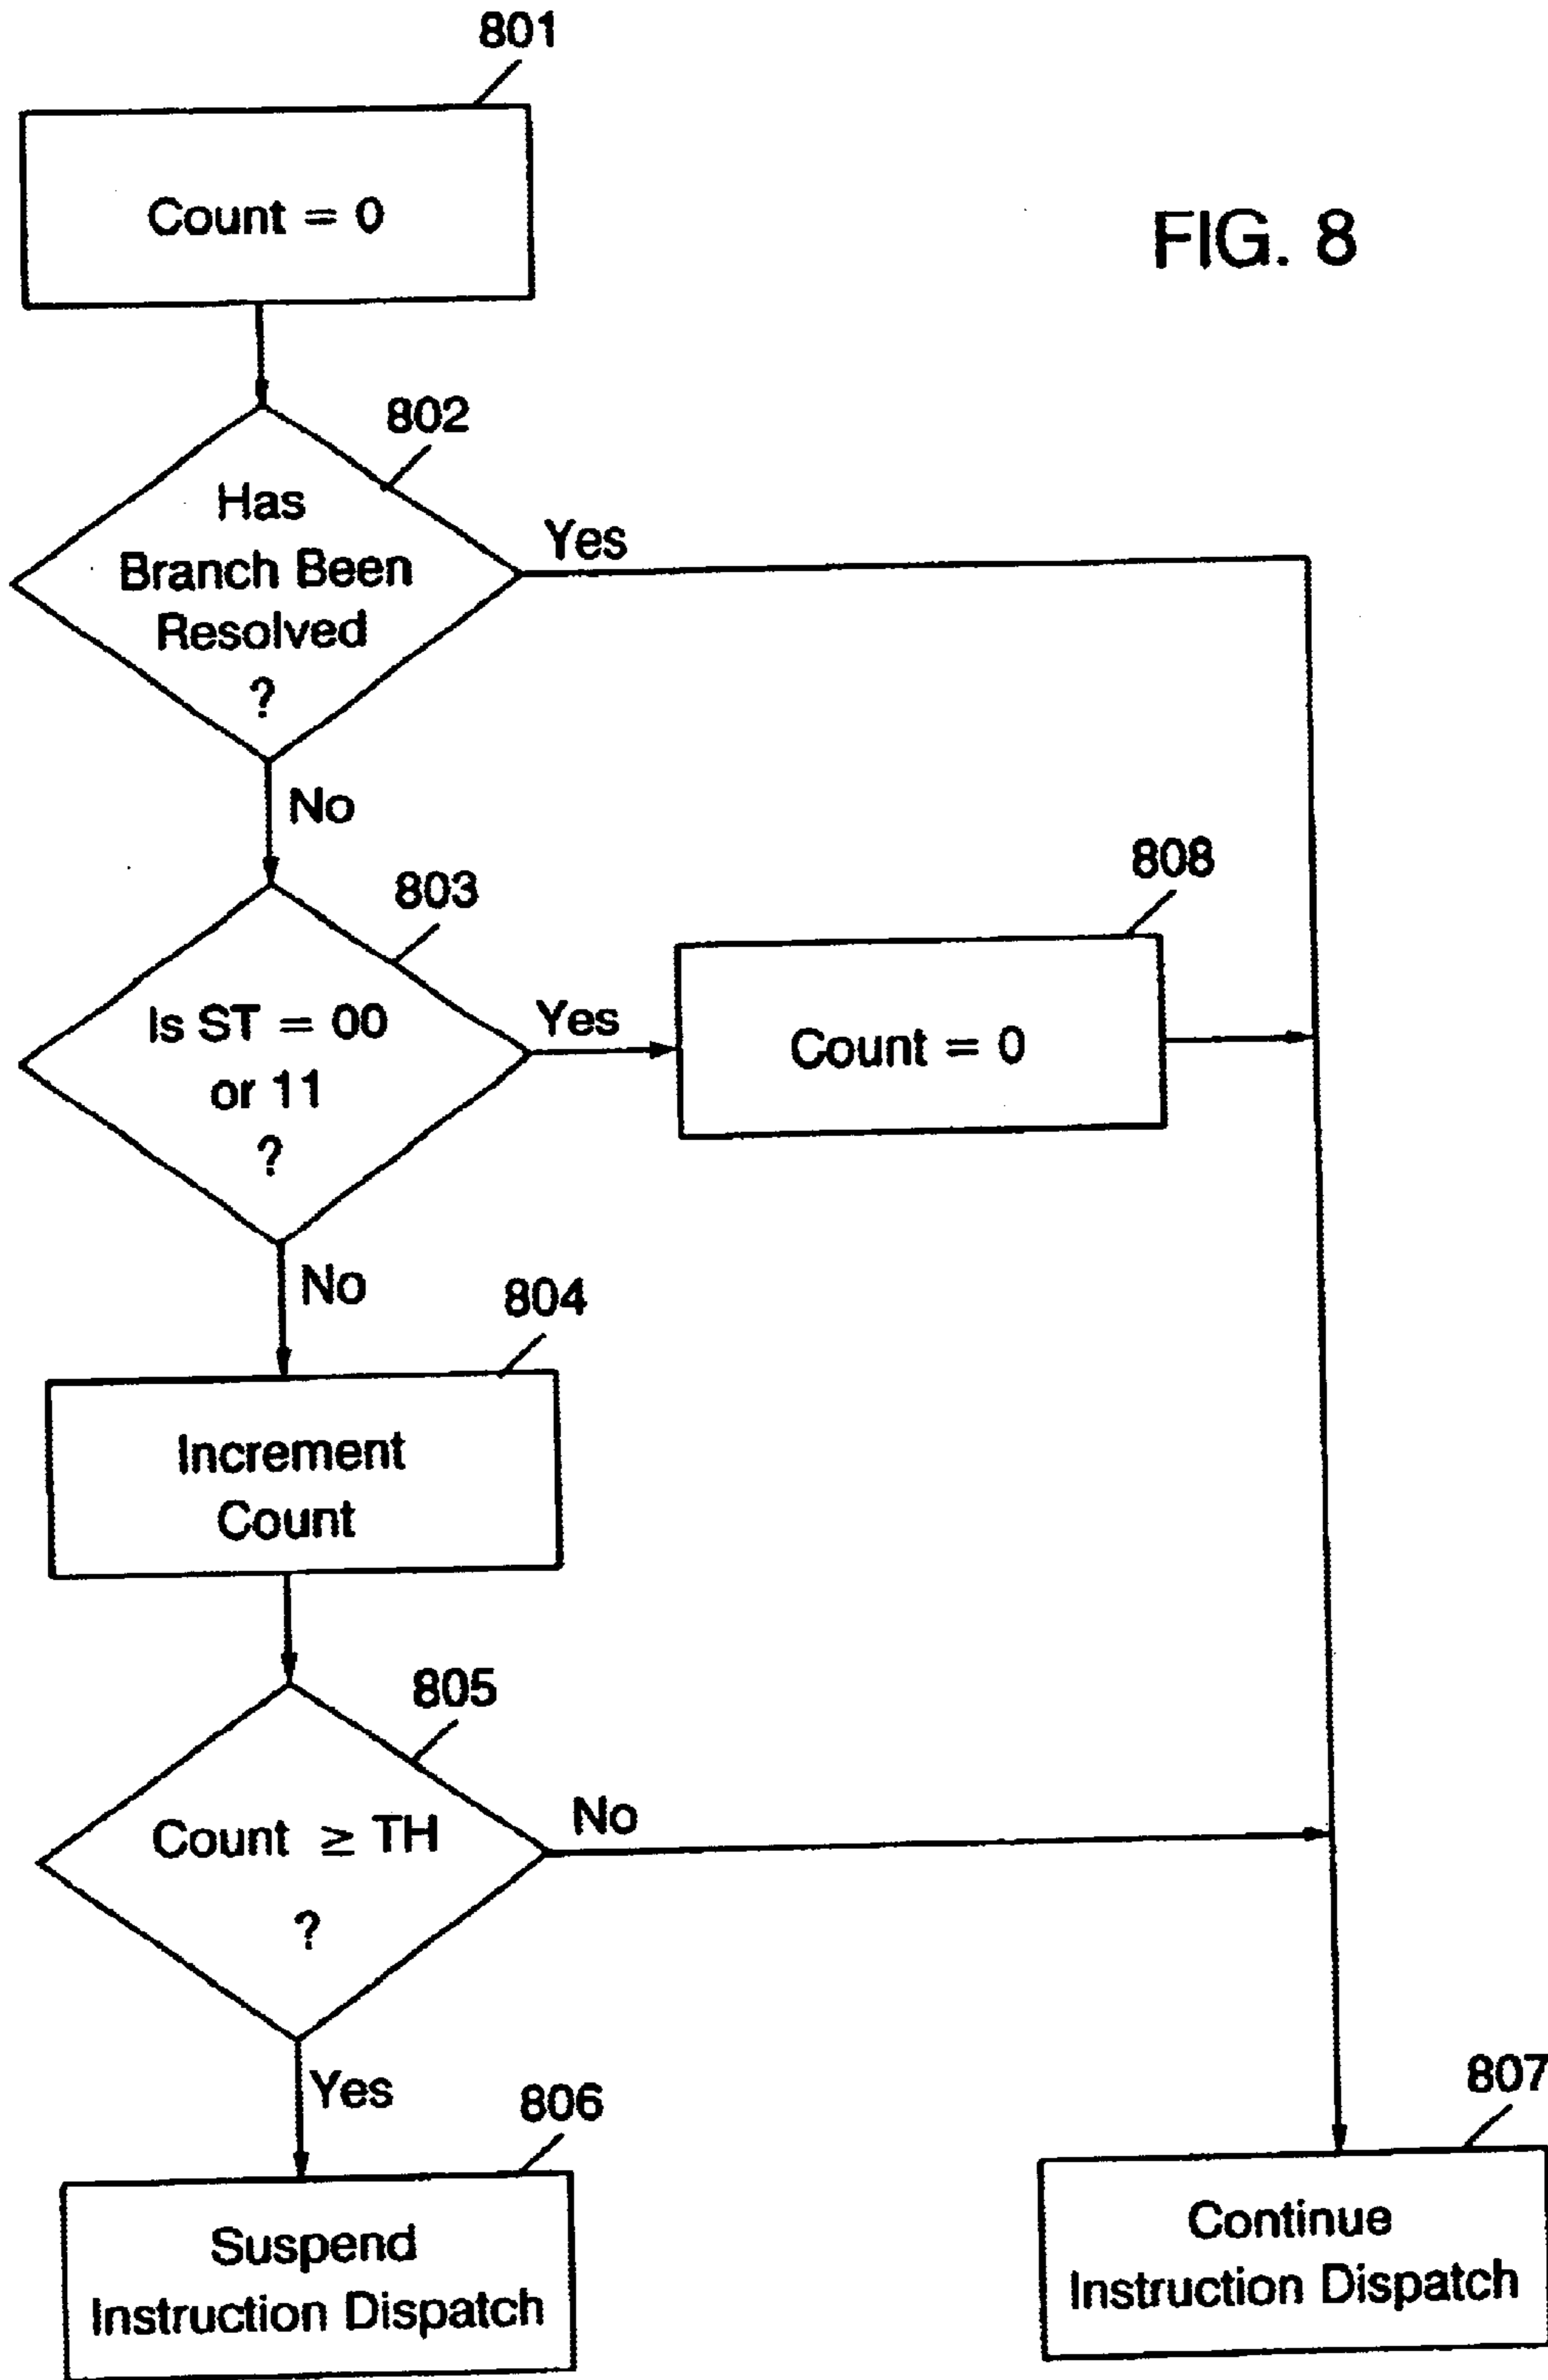 801
Count = 0
FIG. 8
802
Has
Branch Been
Resolved
?
Yes
No
803
Is ST = 00
or 11
?
Yes
808
Count = 0
No
804
Increment
Count
805
Count ≥ TH
?
No
Yes
806
Suspend
Instruction Dispatch
807
Continue
Instruction Dispatch